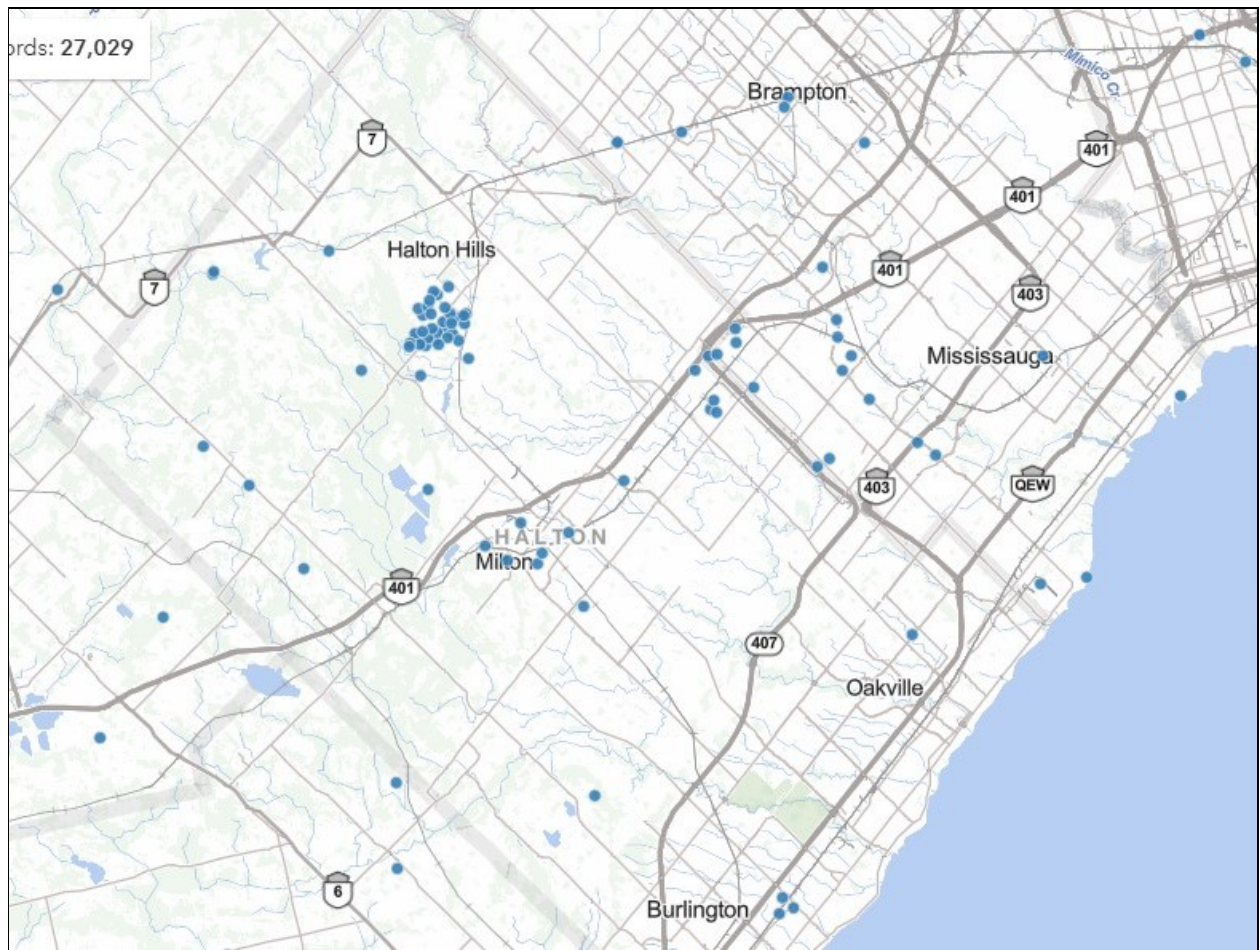 ords: 27,029
Mimico Cr
Brampton
7
401
401
Halton Hills
401
7
403
Mississauga
403
QEW
HALTON
Milton
401
407
Oakville
6
Burlington